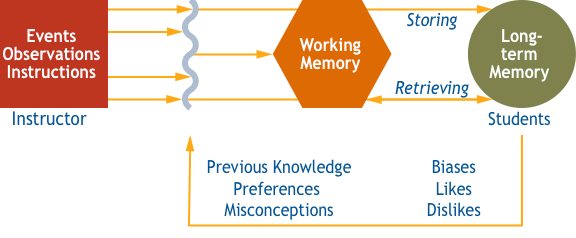 Events
Observations
Instructions
Instructor
Working
Memory
Storing
Retrieving
Long-
term
Memory
Students
Previous Knowledge
Preferences
Misconceptions
Biases
Likes
Dislikes